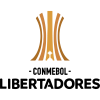 - CONMEBOL -
LIBERTADORES